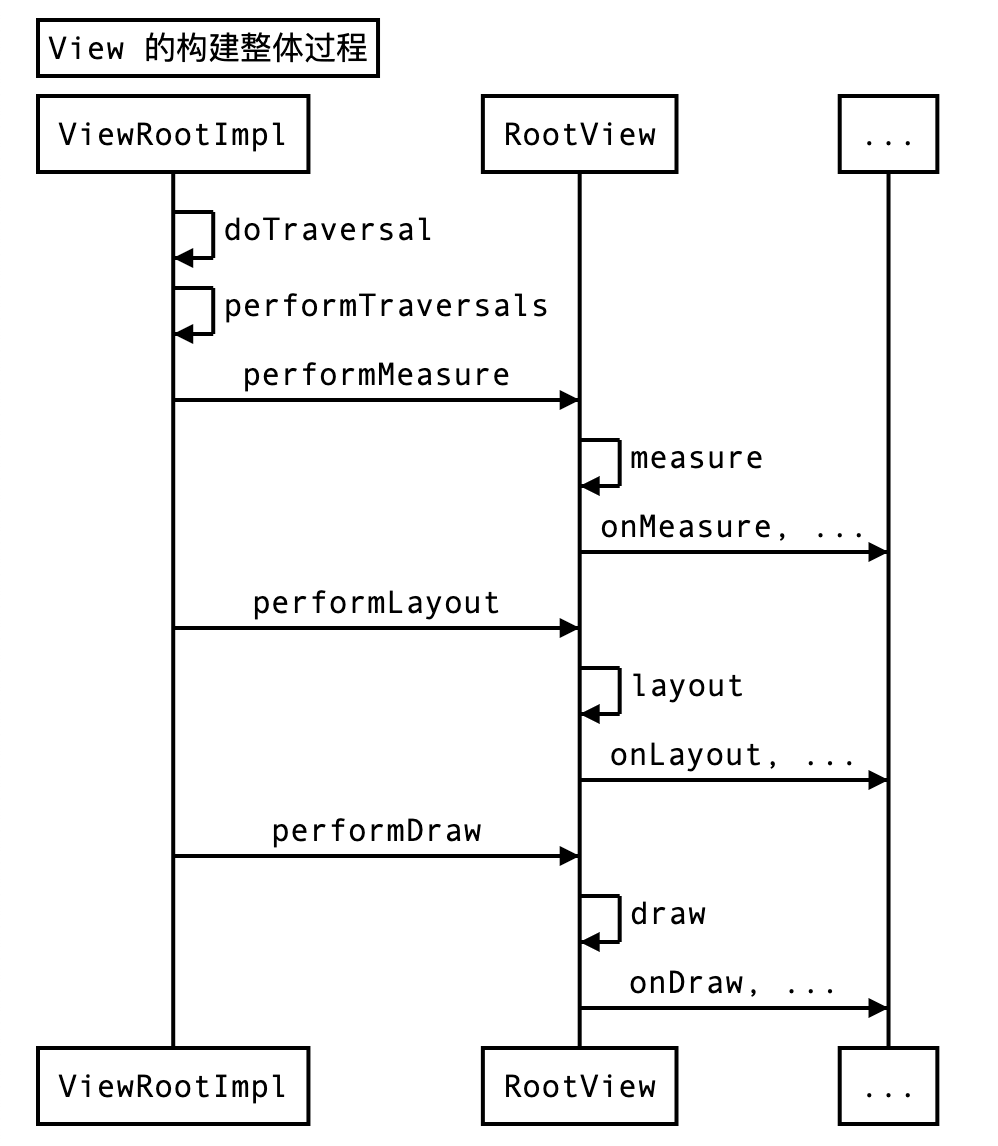 View 的构建整体过程
ViewRootImpl
RootView
...
doTraversal
performTraversals
performMeasure
measure
onMeasure, ...
performLayout
layout
onLayout, ...
performDraw
draw
onDraw, ...
ViewRootImpl
RootView
...